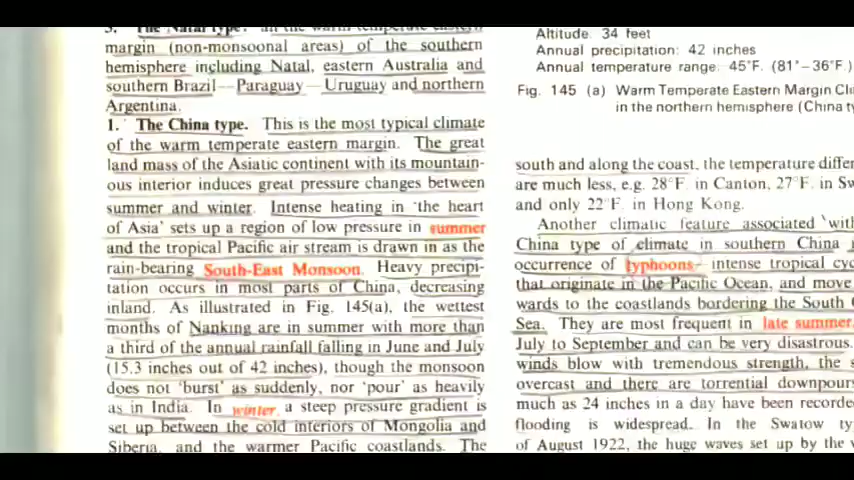 3. The Natal type.
margin (non-monsoonal areas) of the southern
hemisphere including Natal, eastern Australia and
southern Brazil—Paraguay—Uruguay and northern
Argentina.
1. The China type. This is the most typical climate
of the warm temperate eastern margin. The great
land mass of the Asiatic continent with its mountain-
ous interior induces great pressure changes between
summer and winter. Intense heating in 'the heart
of Asia' sets up a region of low pressure in summer
and the tropical Pacific air stream is drawn in as the
rain-bearing South-East Monsoon. Heavy precipi-
tation occurs in most parts of China, decreasing
inland. As illustrated in Fig. 145(a), the wettest
months of Nanking are in summer with more than
a third of the annual rainfall falling in June and July
(15.3 inches out of 42 inches), though the monsoon
does not 'burst' as suddenly, nor 'pour' as heavily
as in India. In winter a steep pressure gradient is
set up between the cold interiors of Mongolia and
Siberia, and the warmer Pacific coastlands. The
Altitude: 34 feet
Annual precipitation: 42 inches
Annual temperature range: 45°F. (81°–36°F.)
Fig. 145 (a) Warm Temperate Eastern Margin Cli
in the northern hemisphere (China ty
south and along the coast, the temperature differ
are much less, e.g. 28°F. in Canton, 27°F. in Sw
and only 22°F. in Hong Kong.
Another climatic feature associated with
China type of climate in southern China i
occurrence of typhoons— intense tropical cyc
that originate in the Pacific Ocean, and move
wards to the coastlands bordering the South C
Sea. They are most frequent in late summer,
July to September and can be very disastrous.
winds blow with tremendous strength, the s
overcast and there are torrential downpour
much as 24 inches in a day have been recorde
flooding is widespread. In the Swatow ty
of August 1922, the huge waves set up by the w